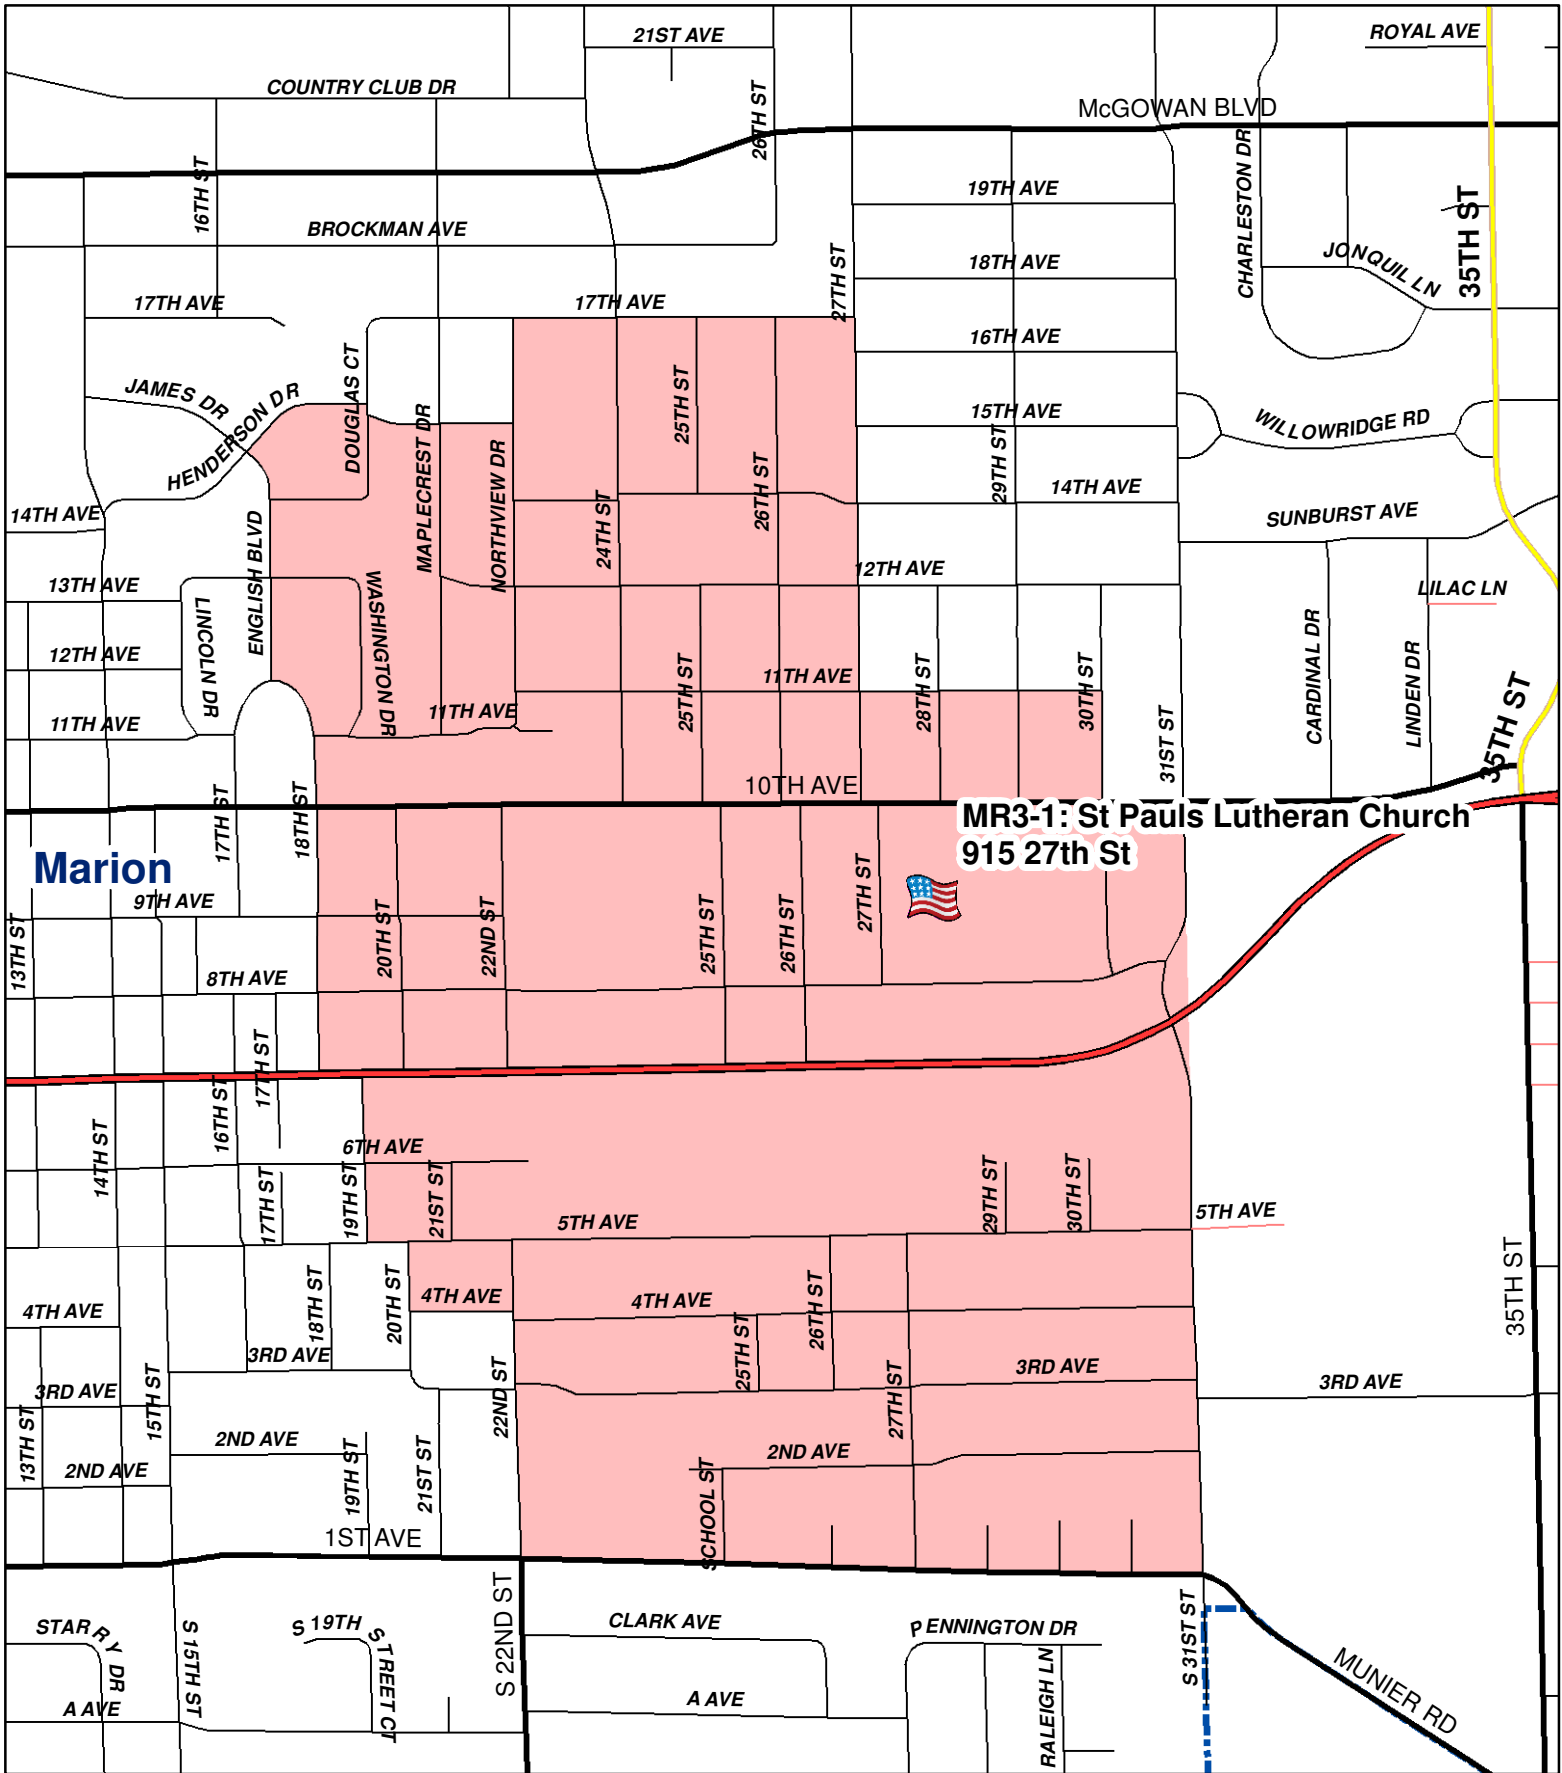 21ST AVE
ROYAL AVE
COUNTRY CLUB DR
26TH ST
McGOWAN BLVD
16TH ST
CHARLESTON DR
19TH AVE
35TH ST
BROCKMAN AVE
27TH ST
18TH AVE
JONQUIL LN
17TH AVE
17TH AVE
16TH AVE
JAMES DR
HENDERSON DR
DOUGLAS CT
MAPLECREST DR
NORTHVIEW DR
25TH ST
15TH AVE
WILLOWRIDGE RD
29TH ST
26TH ST
14TH AVE
14TH AVE
24TH ST
SUNBURST AVE
ENGLISH BLVD
13TH AVE
WASHINGTON DR
12TH AVE
LILAC LN
LINCOLN DR
CARDINAL DR
LINDEN DR
12TH AVE
25TH ST
11TH AVE
28TH ST
30TH ST
35TH ST
11TH AVE
11TH AVE
31ST ST
17TH ST
18TH ST
10TH AVE
MR3-1: St Pauls Lutheran Church
915 27th St
Marion
9TH AVE
13TH ST
20TH ST
22ND ST
25TH ST
26TH ST
27TH ST
8TH AVE
17TH ST
16TH ST
14TH ST
6TH AVE
17TH ST
19TH ST
21ST ST
29TH ST
30TH ST
5TH AVE
5TH AVE
35TH ST
18TH ST
20TH ST
4TH AVE
4TH AVE
4TH AVE
26TH ST
25TH ST
3RD AVE
3RD AVE
3RD AVE
3RD AVE
15TH ST
22ND ST
27TH ST
13TH ST
2ND AVE
2ND AVE
2ND AVE
19TH ST
21ST ST
SCHOOL ST
1ST AVE
S 22ND ST
S 31ST ST
STARRY DR
S 15TH ST
S 19TH STREET CT
CLARK AVE
PENNINGTON DR
RALEIGH LN
MUNIER RD
A AVE
A AVE